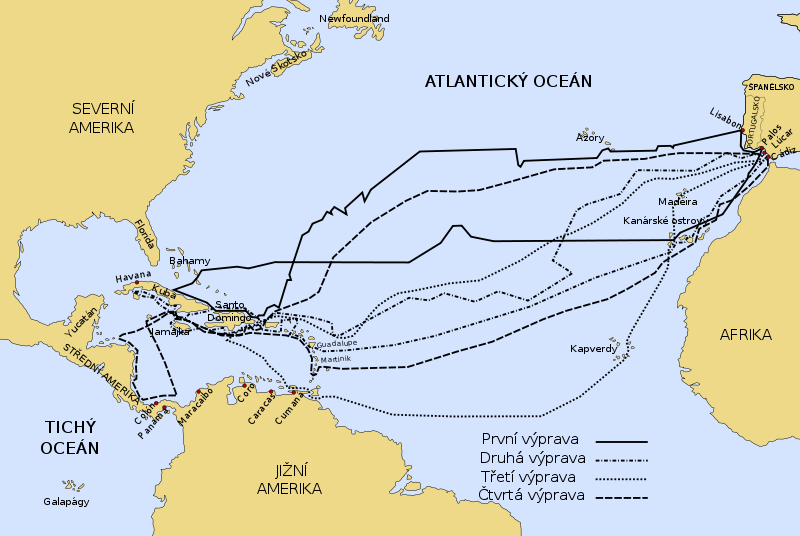 Newfoundland
Nové Skotsko
ATLANTICKÝ OCEÁN
ŠPANĚLSKO
PORTUGALSKO
SEVERNÍ
AMERIKA
Lisabon
Palos
Lúcar
Cádiz
Azory
Madeira
Kanárské ostrovy
Florida
Bahamy
Havana
Kuba
Santo
Domingo
Jamajka
Yucatán
Guadalupe
Martinik
STŘEDNÍ AMERIKA
AFRIKA
Kapverdy
Colón
Panama
Maracaibo
Coro
Caracas
Cumana
TICHÝ
OCEÁN
JIŽNÍ
AMERIKA
Galapágy
První výprava
Druhá výprava
Třetí výprava
Čtvrtá výprava